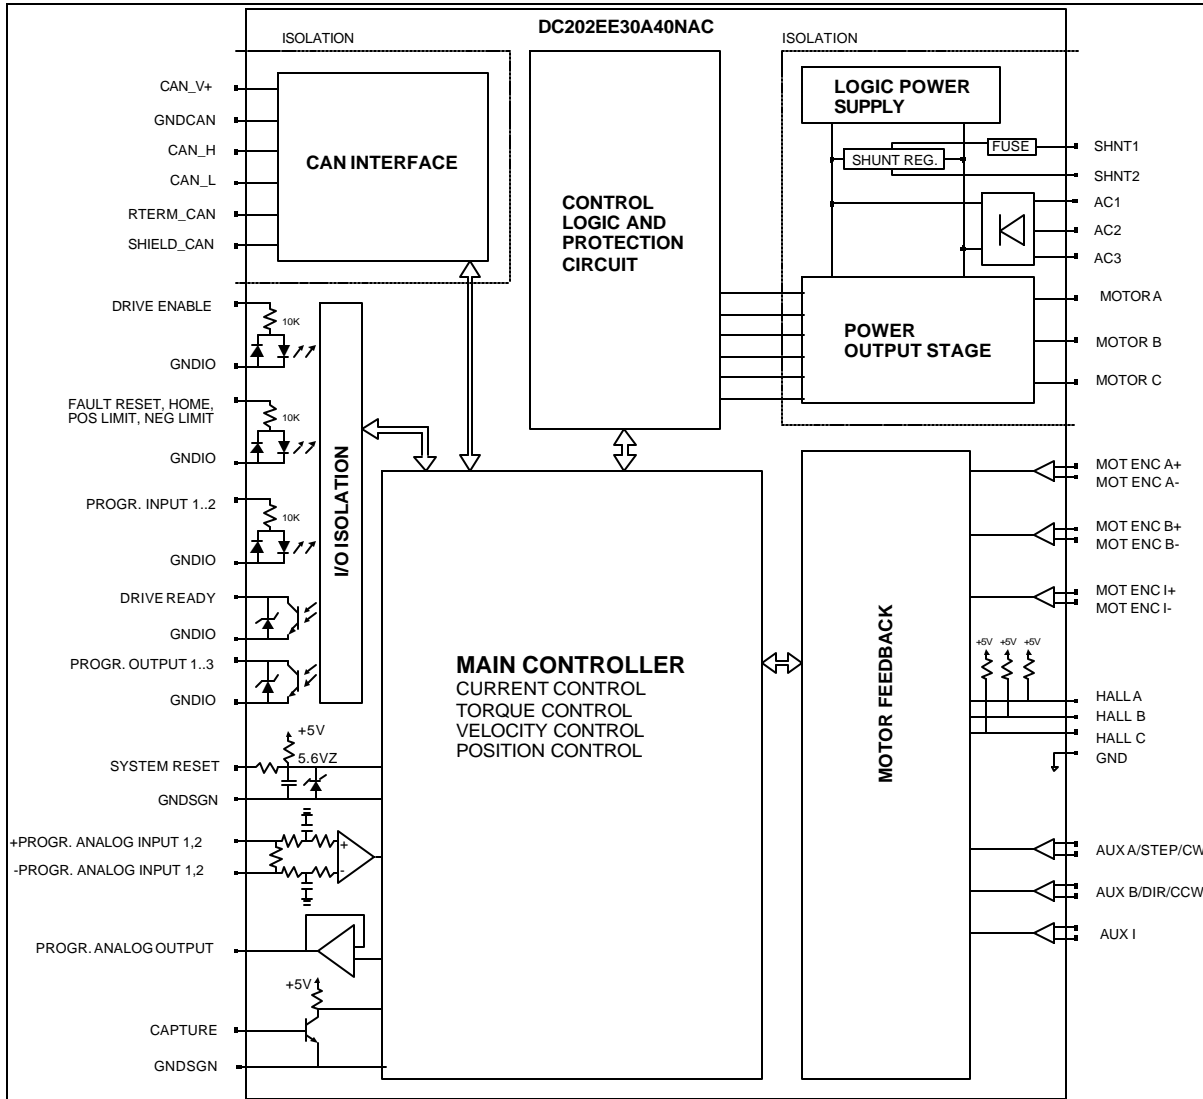 DC202EE30A40NAC
ISOLATION
CAN_V+
GNDCAN
CAN_H
CAN_L
RTERM_CAN
SHIELD_CAN
CAN INTERFACE
CONTROL
LOGIC AND
PROTECTION
CIRCUIT
ISOLATION
LOGIC POWER
SUPPLY
FUSE
SHUNT REG.
SHNT1
SHNT2
AC1
AC2
AC3
POWER
OUTPUT STAGE
MOTOR A
MOTOR B
MOTOR C
DRIVE ENABLE
10K
GNDIO
FAULT RESET, HOME,
POS LIMIT, NEG LIMIT
10K
GNDIO
PROGR. INPUT 1..2
10K
GNDIO
DRIVE READY
GNDIO
PROGR. OUTPUT 1..3
GNDIO
I/O ISOLATION
+5V
5.6VZ
SYSTEM RESET
GNDSGN
+PROGR. ANALOG INPUT 1,2
+
-PROGR. ANALOG INPUT 1,2
-
PROGR. ANALOG OUTPUT
+5V
CAPTURE
GNDSGN
MAIN CONTROLLER
CURRENT CONTROL
TORQUE CONTROL
VELOCITY CONTROL
POSITION CONTROL
MOTOR FEEDBACK
MOT ENC A+
MOT ENC A-
MOT ENC B+
MOT ENC B-
MOT ENC I+
MOT ENC I-
+5V +5V +5V
HALL A
HALL B
HALL C
GND
AUX A/STEP/CW
AUX B/DIR/CCW
AUX I